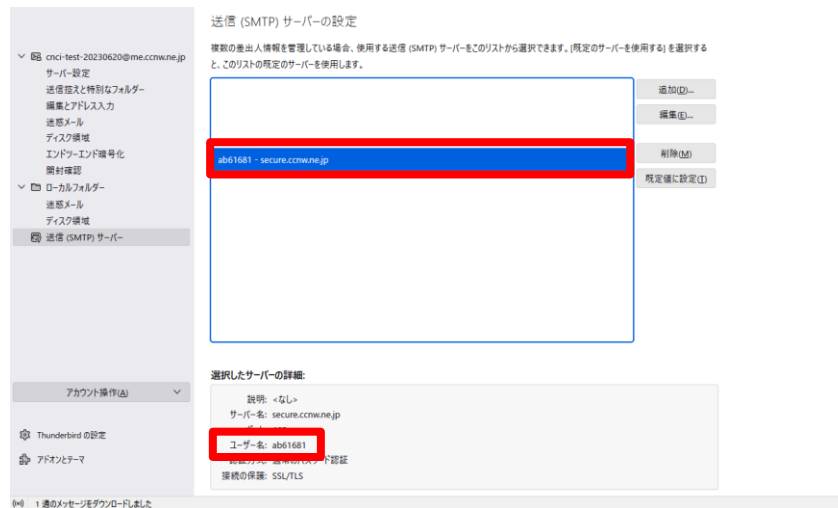 送信 (SMTP) サーバーの設定
複数の差出人情報を管理している場合、使用する送信 (SMTP) サーバーをこのリストから選択できます。[既定のサーバーを使用する] を選択する
と、このリストの既定のサーバーを使用します。
cnci-test-20230620@me.ccnw.ne.jp
サーバー設定
送信控えと特別なフォルダー
編集とアドレス入力
迷惑メール
ディスク領域
エンドツーエンド暗号化
開封確認
ローカルフォルダー
迷惑メール
ディスク領域
送信 (SMTP) サーバー
アカウント操作(A)
Thunderbird の設定
アドオンとテーマ
追加(D)...
編集(E)...
ab61681 - secure.ccnw.ne.jp
削除(M)
既定値に設定(T)
選択したサーバーの詳細:
説明: <なし>
サーバー名: secure.ccnw.ne.jp
ユーザー名: ab61681
接続の保護: SSL/TLS
1 通のメッセージをダウンロードしました